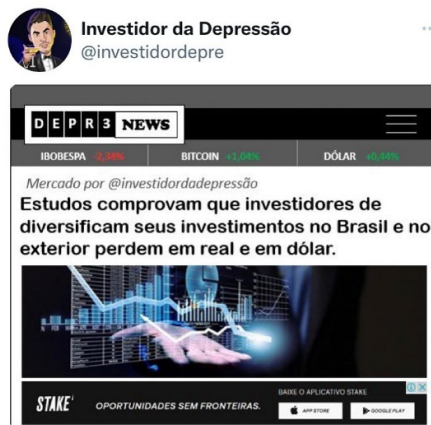 Investidor da Depressão
@investidordepre
DEPR3 NEWS
IBOBESPA -2,34% BITCOIN +1,04% DÓLAR +0,44%
Mercado por @investidordadepressão
Estudos comprovam que investidores de
diversificam seus investimentos no Brasil e no
exterior perdem em real e em dólar.
STAKE OPORTUNIDADES SEM FRONTEIRAS.
BAIXE O APLICATIVO STAKE
APP STORE GOOGLE PLAY